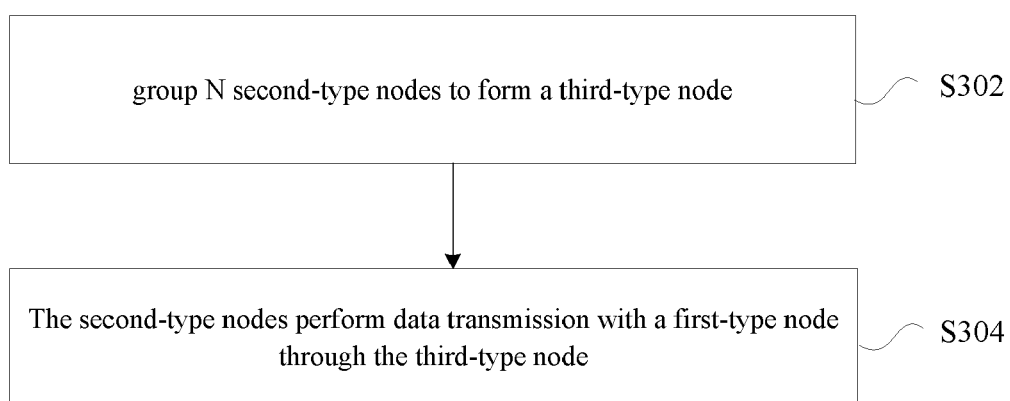 group N second-type nodes to form a third-type node
S302
The second-type nodes perform data transmission with a first-type node
through the third-type node
S304